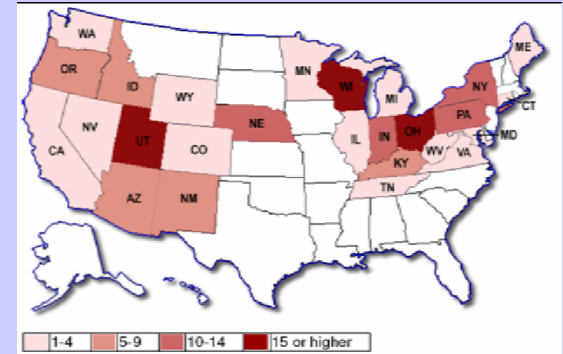 WA
ME
OR
MN
ID
WI
NY
WY
MI
CT
NE
PA
NV
IL
IN
OH
MD
UT
CO
WV
CA
KY
VA
TN
AZ
NM
1-4
5-9
10-14
15 or higher